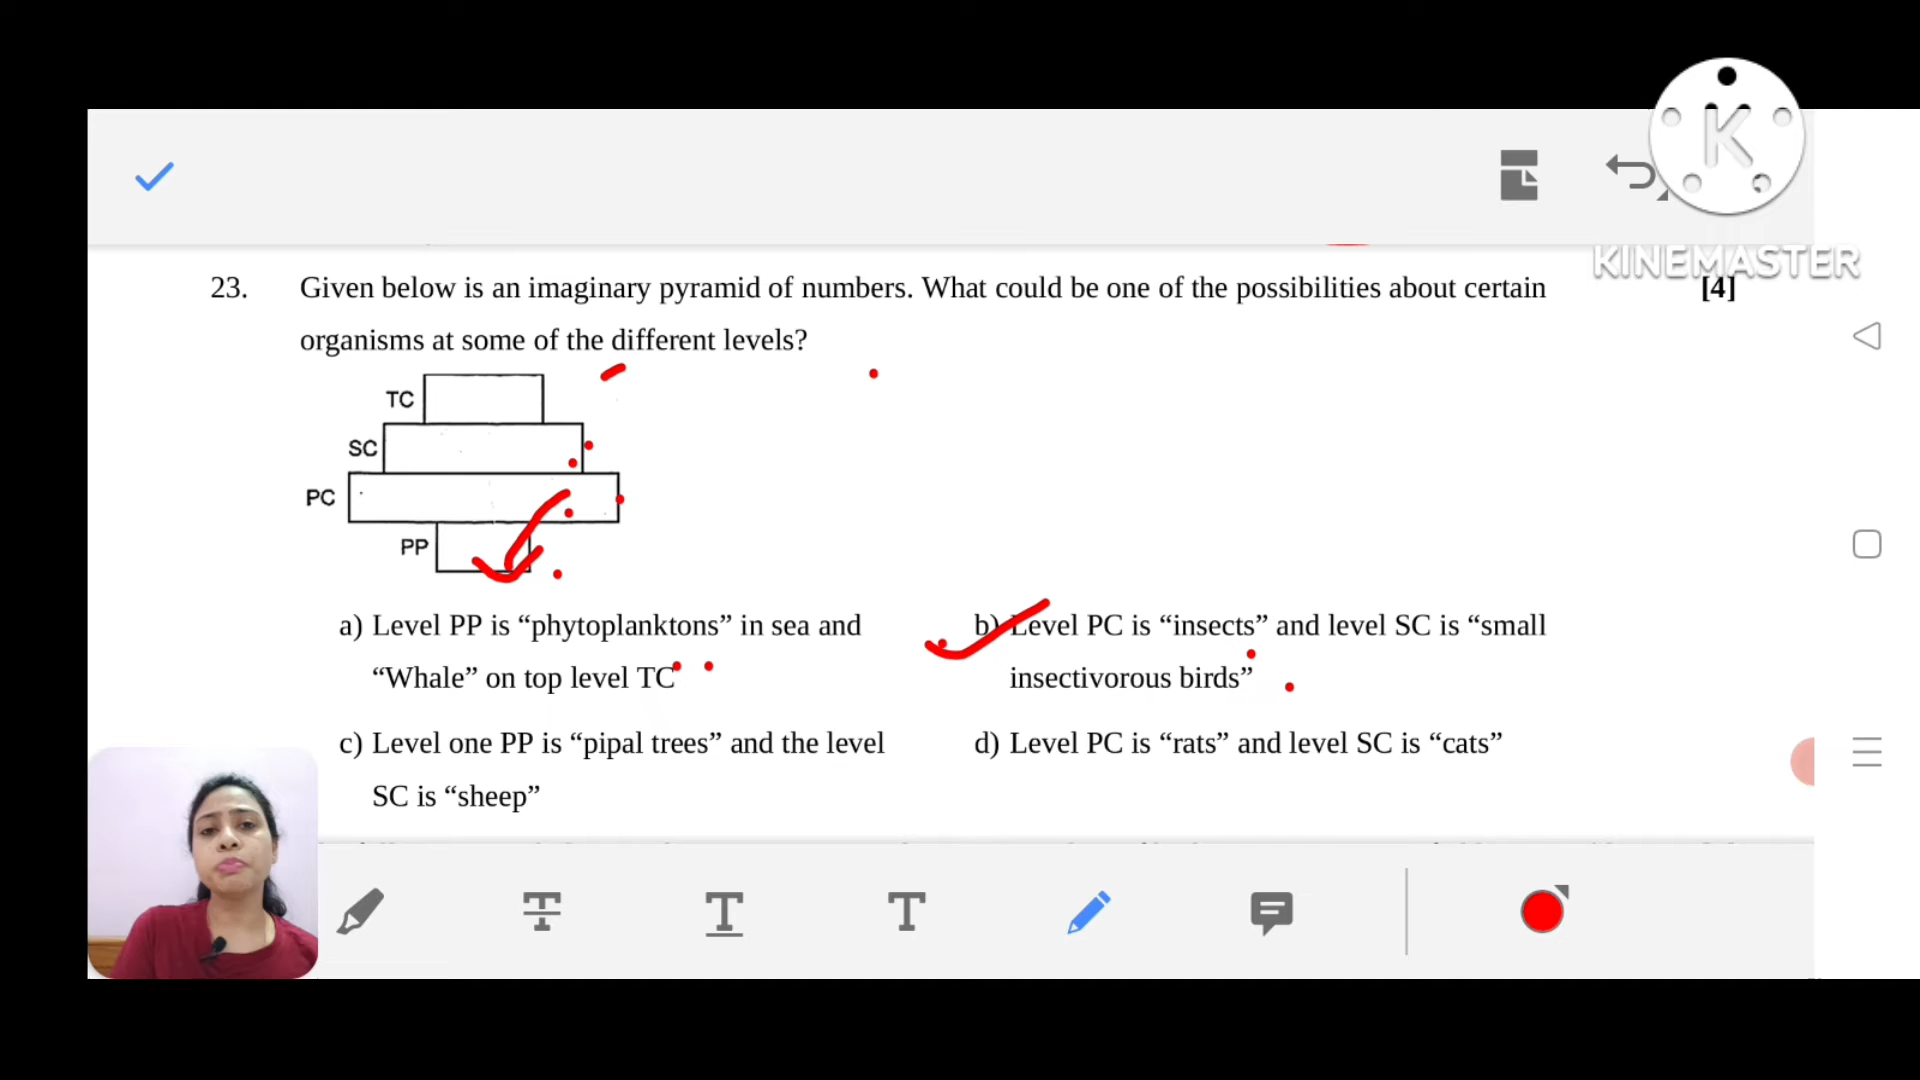 K
KINEMASTER
23. Given below is an imaginary pyramid of numbers. What could be one of the possibilities about certain [4]
organisms at some of the different levels?
TC
SC
PC
PP
a) Level PP is “phytoplanktons” in sea and
“Whale” on top level TC
b) Level PC is “insects” and level SC is “small
insectivorous birds”
c) Level one PP is “pipal trees” and the level
SC is “sheep”
d) Level PC is “rats” and level SC is “cats”
T
T
T